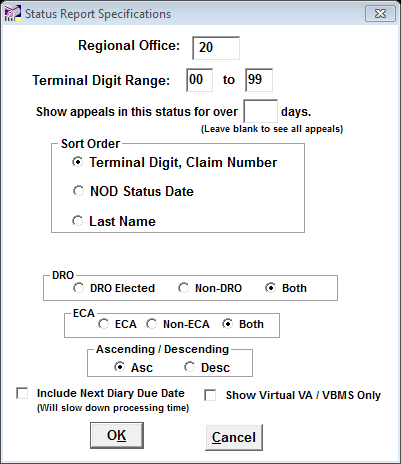 Status Report Specifications
Regional Office: 20
Terminal Digit Range: 00 to 99
Show appeals in this status for over days.
(Leave blank to see all appeals)
Sort Order
Terminal Digit, Claim Number
NOD Status Date
Last Name
DRO
DRO Elected Non-DRO Both
ECA
ECA Non-ECA Both
Ascending / Descending
Asc Desc
Include Next Diary Due Date Show Virtual VA / VBMS Only
(Will slow down processing time)
OK Cancel